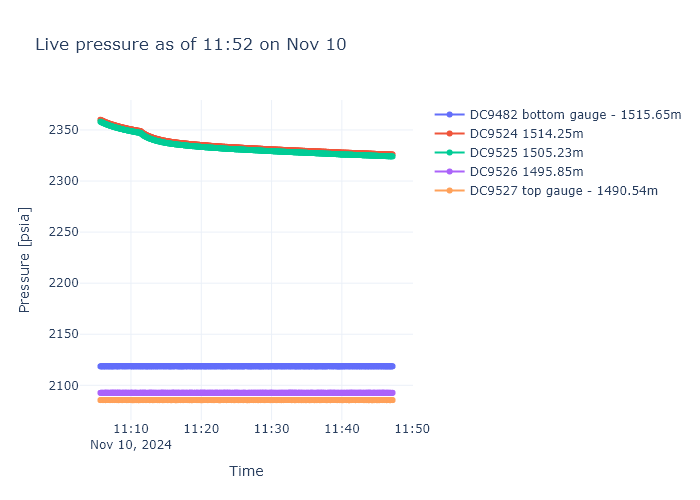 Live pressure as of 11:52 on Nov 10
DC9482 bottom gauge - 1515.65m
DC9524 1514.25m
DC9525 1505.23m
DC9526 1495.85m
DC9527 top gauge - 1490.54m
Pressure [psia]
2350
2300
2250
2200
2150
2100
11:10
11:20
11:30
11:40
11:50
Nov 10, 2024
Time